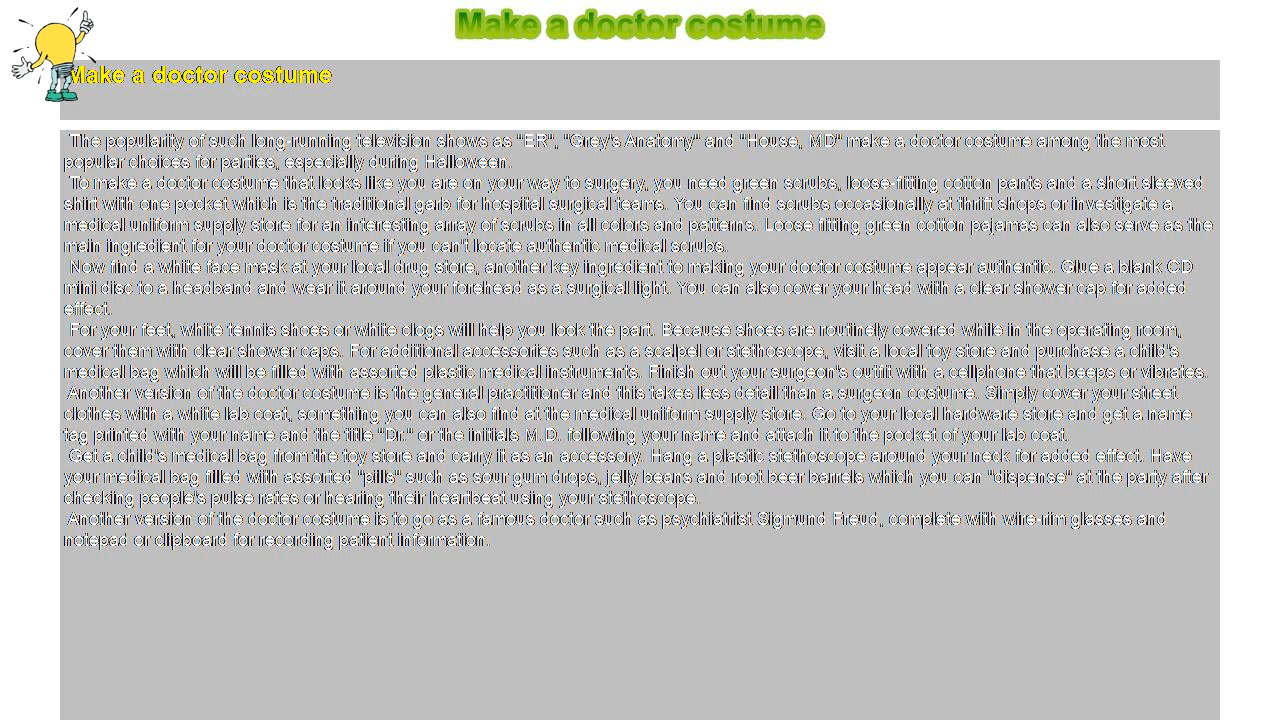 Make a doctor costume
Make a doctor costume
The popularity of such long-running television shows as "ER", "Grey's Anatomy" and "House, MD" make a doctor costume among the most
popular choices for parties, especially during Halloween.
To make a doctor costume that looks like you are on your way to surgery, you need green scrubs, loose-fitting cotton pants and a short sleeved
shirt with one pocket which is the traditional garb for hospital surgical teams. You can find scrubs occasionally at thrift shops or investigate a
medical uniform supply store for an interesting array of scrubs in all colors and patterns. Loose fitting green cotton pajamas can also serve as the
main ingredient for your doctor costume if you can't locate authentic medical scrubs.
Now find a white face mask at your local drug store, another key ingredient to making your doctor costume appear authentic. Glue a blank CD
mini disc to a headband and wear it around your forehead as a surgical light. You can also cover your head with a clear shower cap for added
effect.
For your feet, white tennis shoes or white clogs will help you look the part. Because shoes are routinely covered while in the operating room,
cover them with clear shower caps. For additional accessories such as a scalpel or stethoscope, visit a local toy store and purchase a child's
medical bag which will be filled with assorted plastic medical instruments. Finish out your surgeon's outfit with a cellphone that beeps or vibrates.
Another version of the doctor costume is the general practitioner and this takes less detail than a surgeon costume. Simply cover your street
clothes with a white lab coat, something you can also find at the medical uniform supply store. Go to your local hardware store and get a name
tag printed with your name and the title "Dr." or the initials M.D. following your name and attach it to the pocket of your lab coat.
Get a child's medical bag from the toy store and carry it as an accessory. Hang a plastic stethoscope around your neck for added effect. Have
your medical bag filled with assorted "pills" such as sour gum drops, jelly beans and root beer barrels which you can "dispense" at the party after
checking people's pulse rates or hearing their heartbeat using your stethoscope.
Another version of the doctor costume is to go as a famous doctor such as psychiatrist Sigmund Freud, complete with wire-rim glasses and
notepad or clipboard for recording patient information.